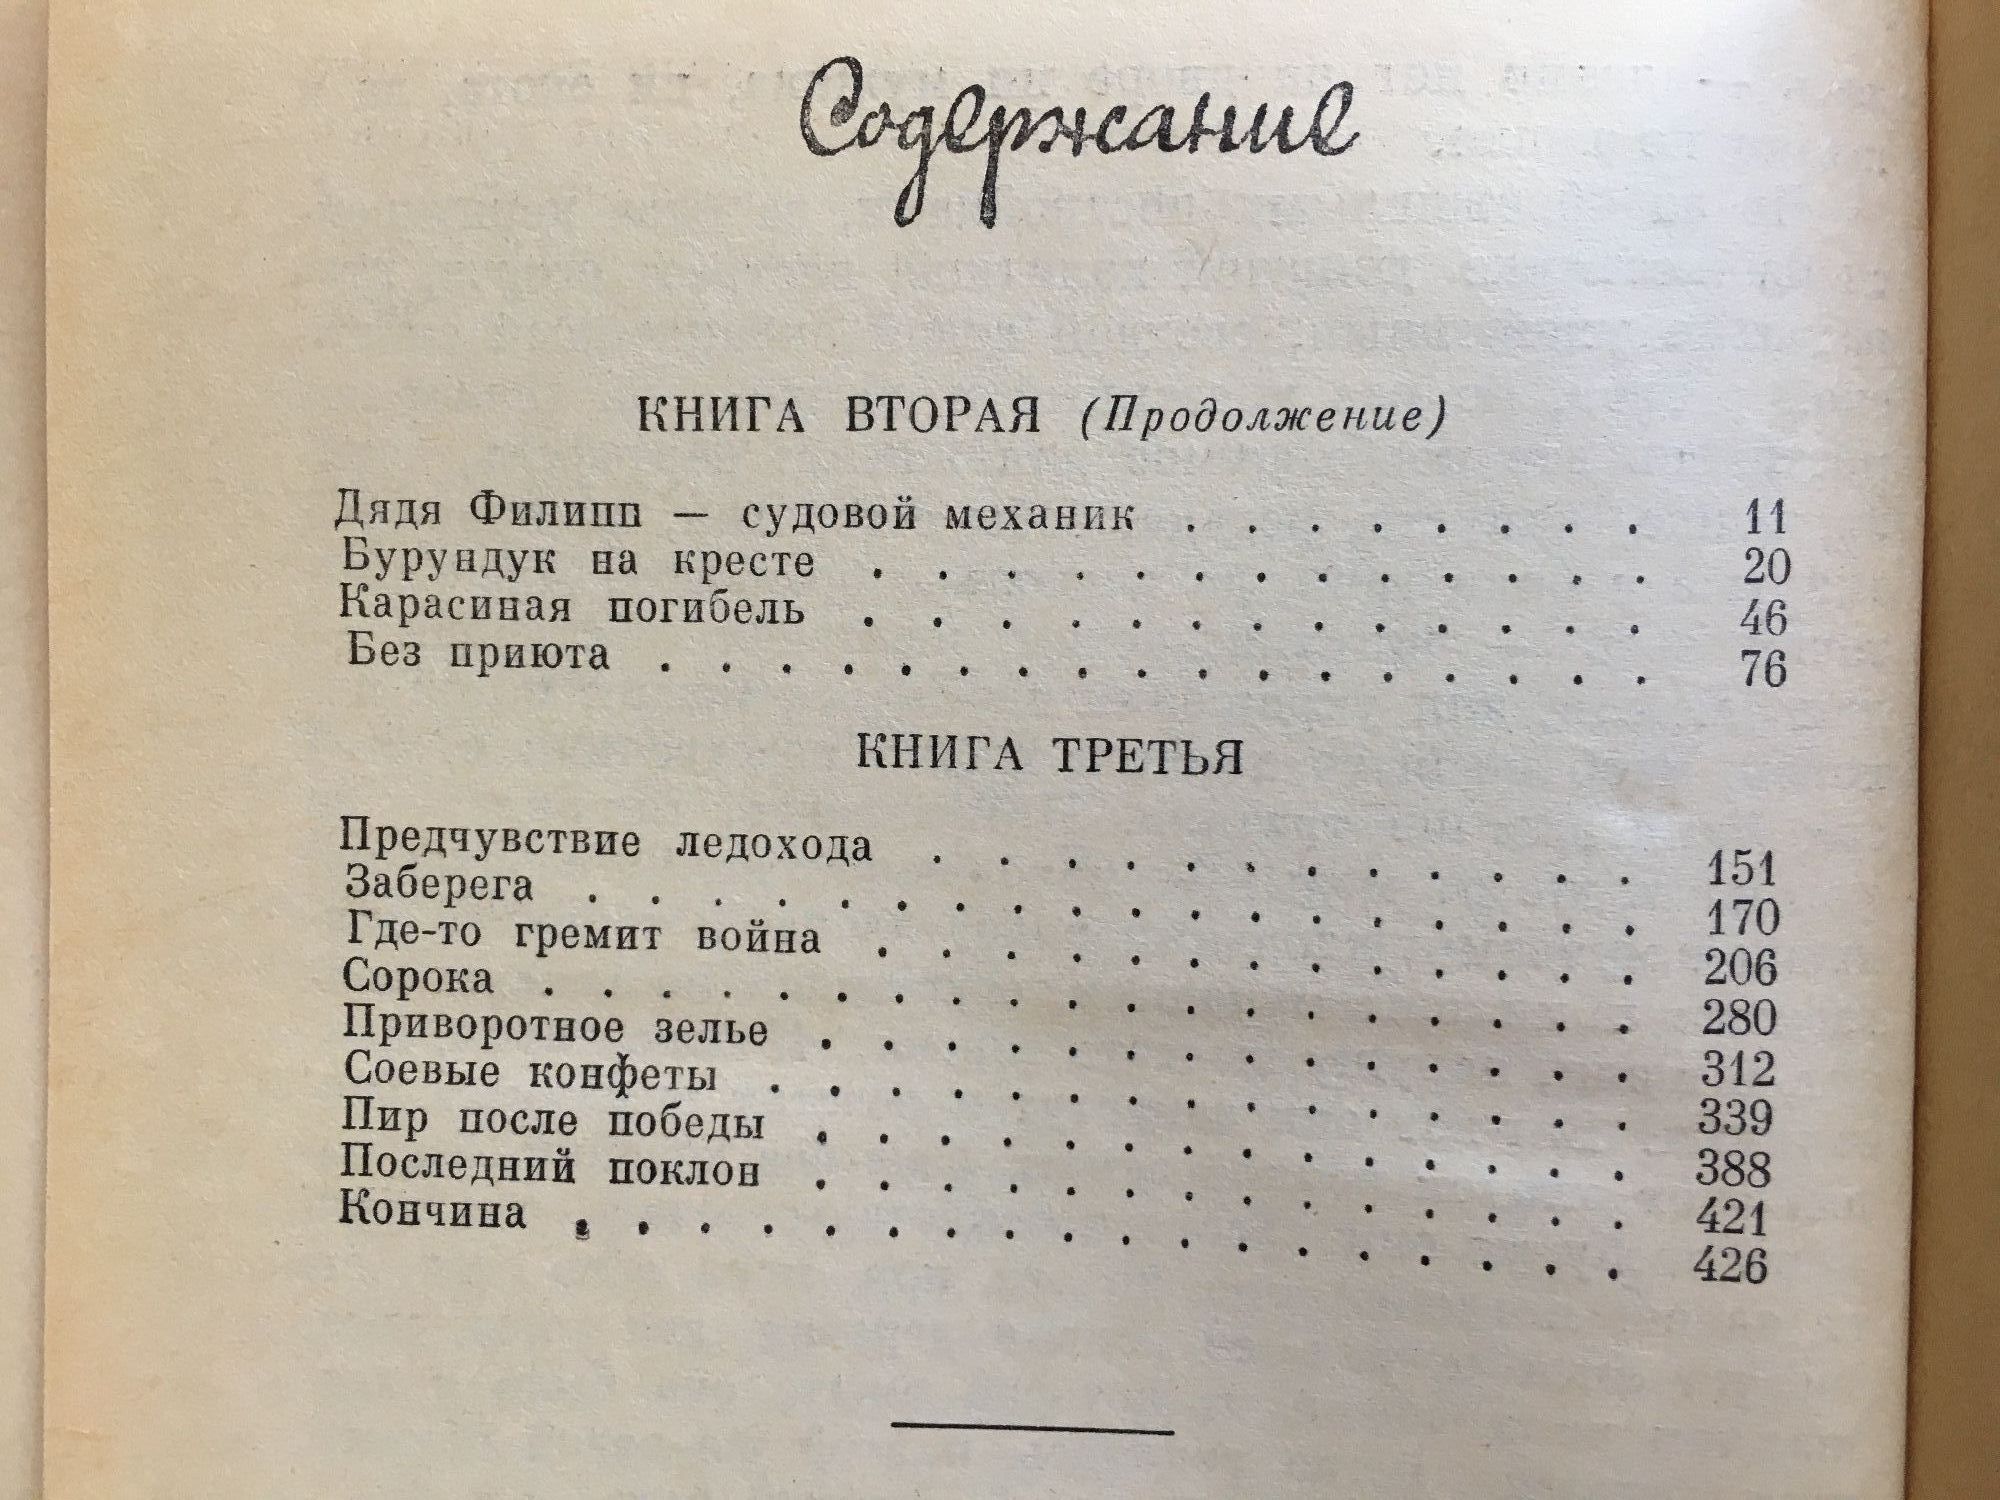 Содержание
КНИГА ВТОРАЯ (Продолжение)
Дядя Филипп — судовой механик . . . . . . . . 11
Бурундук на кресте . . . . . . . . . . . . . 20
Карасиная погибель . . . . . . . . . . . . . 46
Без приюта . . . . . . . . . . . . . . . . . 76
КНИГА ТРЕТЬЯ
Предчувствие ледохода . . . . . . . . . . . . 151
Заберега . . . . . . . . . . . . . . . . . . 170
Где-то гремит война . . . . . . . . . . . . . 206
Сорока . . . . . . . . . . . . . . . . . . . 280
Приворотное зелье . . . . . . . . . . . . . . 312
Соевые конфеты . . . . . . . . . . . . . . . 339
Пир после победы . . . . . . . . . . . . . . 388
Последний поклон . . . . . . . . . . . . . . 421
Кончина . . . . . . . . . . . . . . . . . . 426